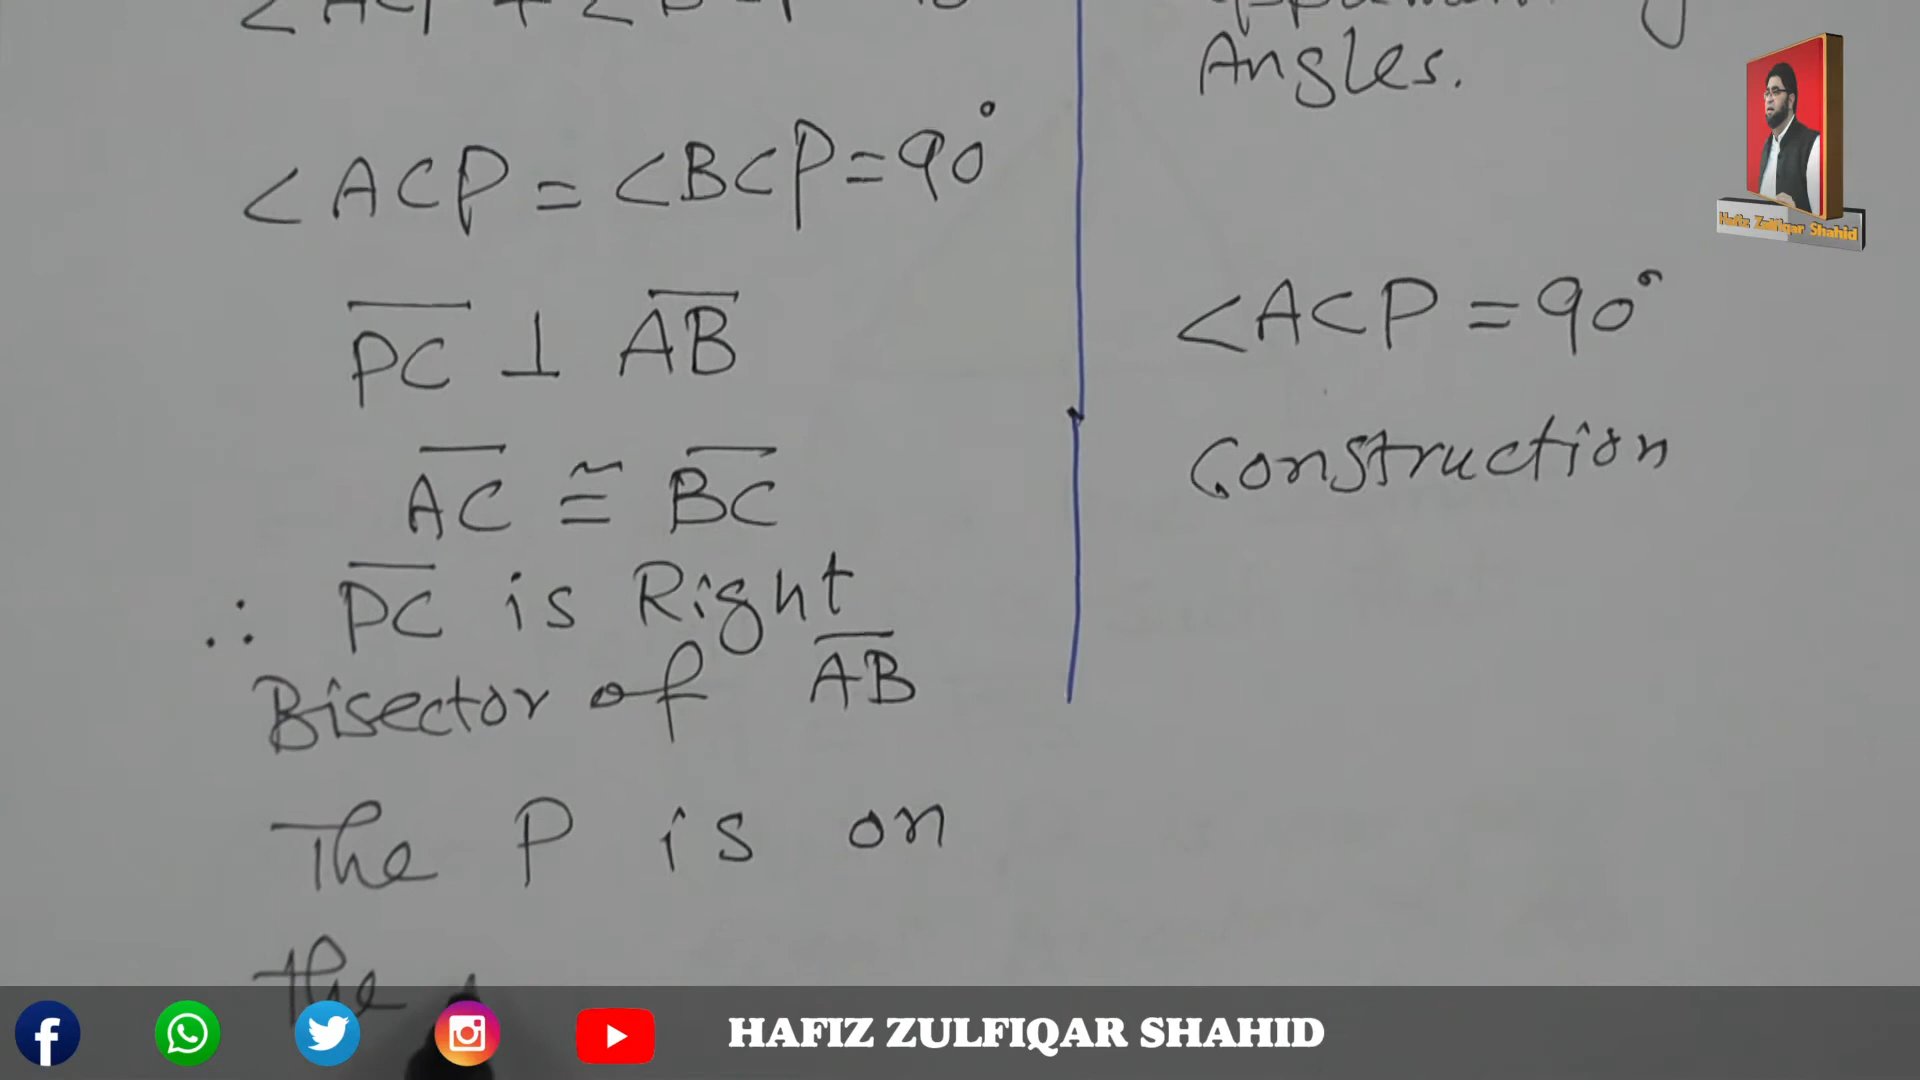 Angles.
<ACP = <BCP = 90°
PC ⊥ AB
<ACP = 90°
AC ≅ BC
Construction
∴ PC is Right
Bisector of AB
The P is on
the
Hafiz Zulfiqar Shahid
HAFIZ ZULFIQAR SHAHID